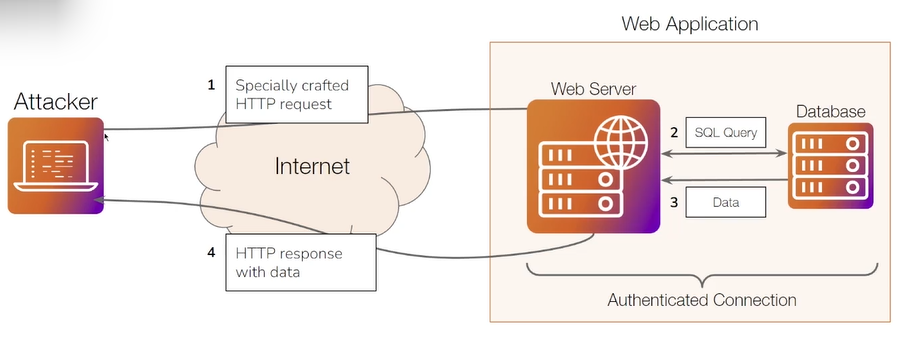 Web Application
Attacker
1
Specially crafted
HTTP request
Internet
4
HTTP response
with data
Web Server
2
SQL Query
3
Data
Database
Authenticated Connection